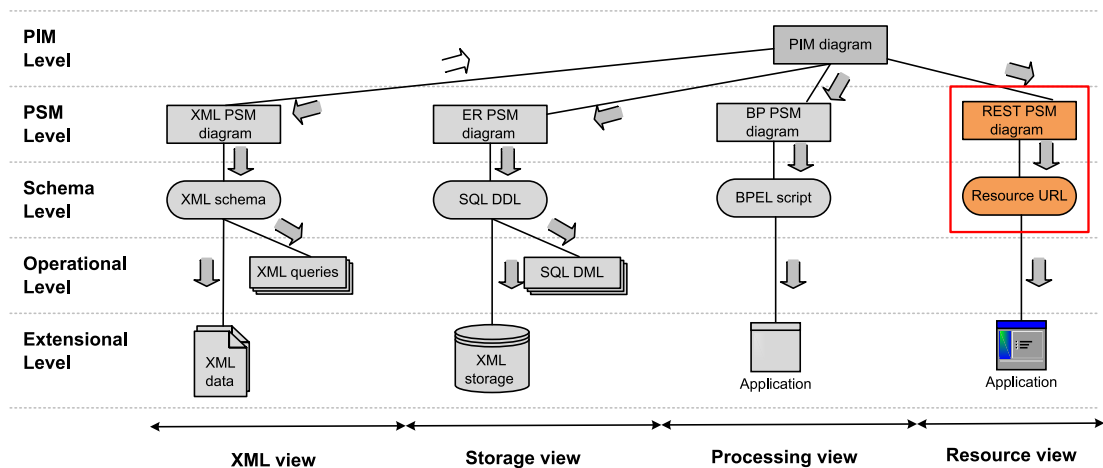 PIM
Level
PIM diagram
PSM
Level
XML PSM
diagram
ER PSM
diagram
BP PSM
diagram
REST PSM
diagram
Schema
Level
XML schema
SQL DDL
BPEL script
Resource URL
Operational
Level
XML queries
SQL DML
Extensional
Level
XML
data
XML
storage
Application
Application
XML view
Storage view
Processing view
Resource view